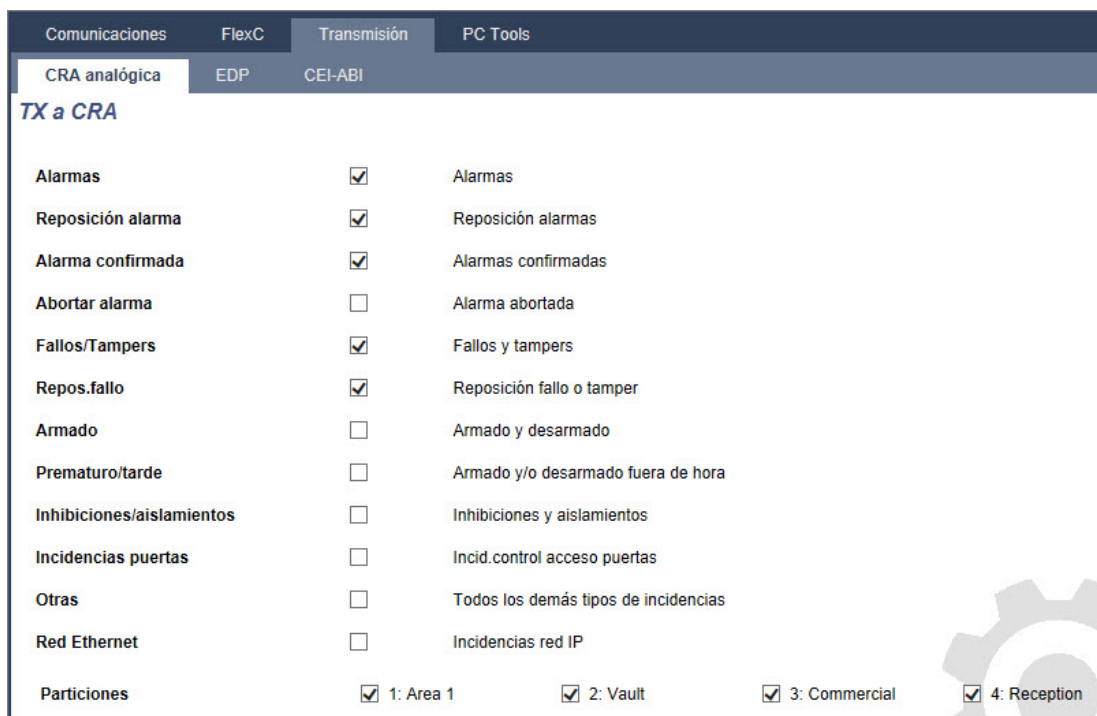 Comunicaciones FlexC Transmisión PC Tools
CRA analógica EDP CEI-ABI
TX a CRA
Alarmas Alarmas
Reposición alarma Reposición alarmas
Alarma confirmada Alarmas confirmadas
Abortar alarma Alarma abortada
Fallos/Tampers Fallos y tampers
Repos.fallo Reposición fallo o tamper
Armado Armado y desarmado
Prematuro/tarde Armado y/o desarmado fuera de hora
Inhibiciones/aislamientos Inhibiciones y aislamientos
Incidencias puertas Incid.control acceso puertas
Otras Todos los demás tipos de incidencias
Red Ethernet Incidencias red IP
Particiones 1: Area 1 2: Vault 3: Commercial 4: Reception